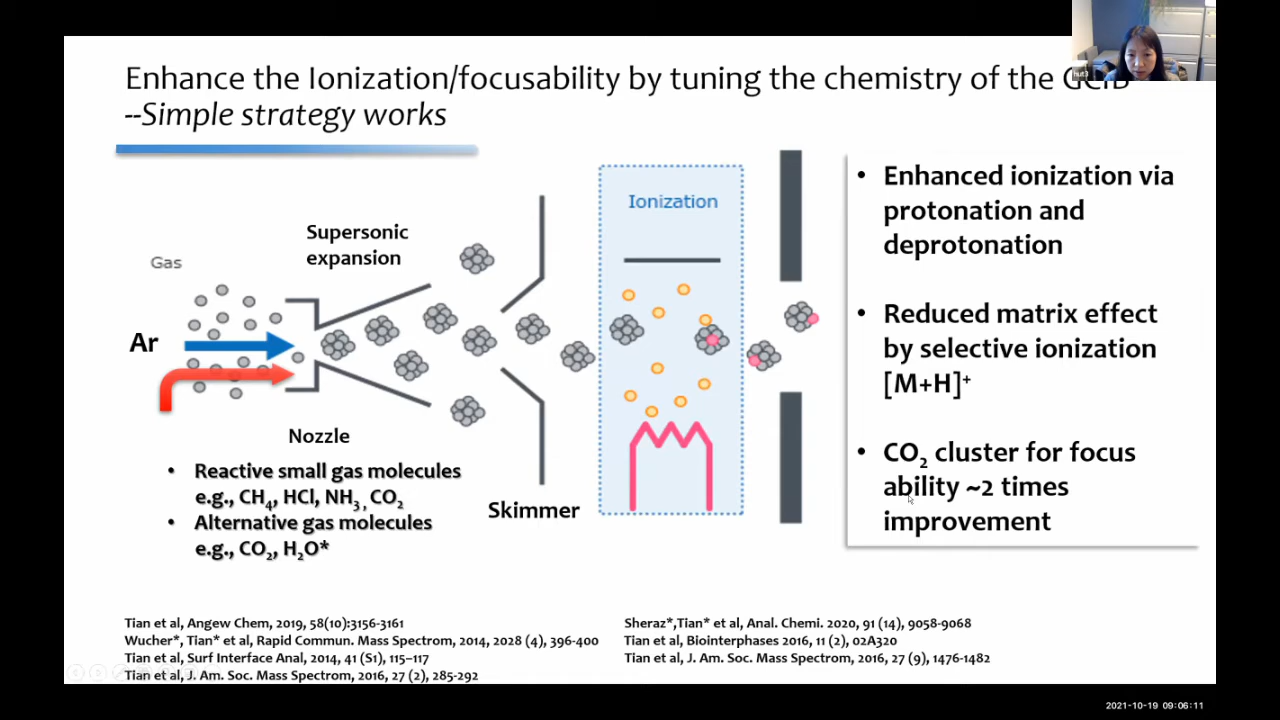 Enhance the Ionization/focusability by tuning the chemistry of the GCIB
--Simple strategy works
Gas
Supersonic
expansion
Ar
Nozzle
• Reactive small gas molecules
e.g., CH₄, HCl, NH₃, CO₂
• Alternative gas molecules
e.g., CO₂, H₂O*
Skimmer
Ionization
• Enhanced ionization via
protonation and
deprotonation
• Reduced matrix effect
by selective ionization
[M+H]⁺
• CO₂ cluster for focus
ability ~2 times
improvement
Tian et al, Angew Chem, 2019, 58(10):3156-3161
Wucher*, Tian* et al, Rapid Commun. Mass Spectrom, 2014, 2028 (4), 396-400
Tian et al, Surf Interface Anal, 2014, 41 (S1), 115–117
Tian et al, J. Am. Soc. Mass Spectrom, 2016, 27 (2), 285-292
Sheraz*,Tian* et al, Anal. Chemi. 2020, 91 (14), 9058-9068
Tian et al, Biointerphases 2016, 11 (2), 02A320
Tian et al, J. Am. Soc. Mass Spectrom, 2016, 27 (9), 1476-1482
hut3
2021-10-19 09:06:11